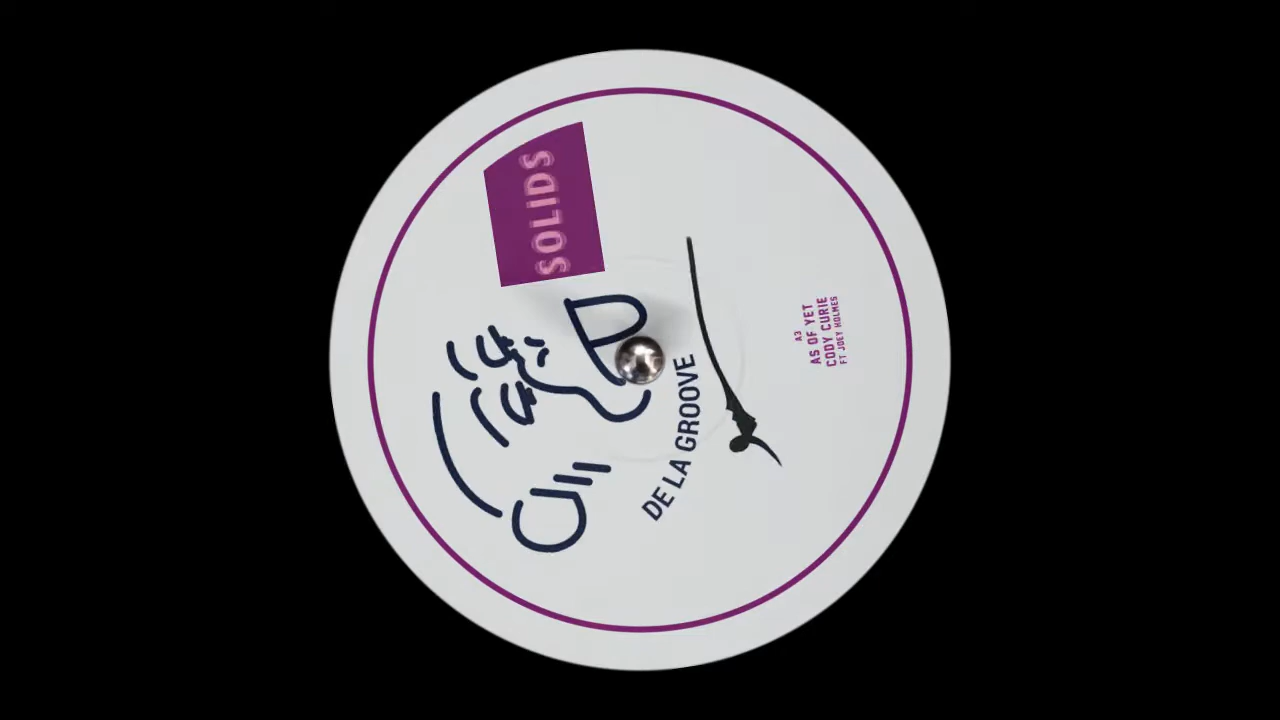 SOLIDS
DE LA GROOVE
A3
AS OF YET
CODY CURIE
FT JOEY HOLMES